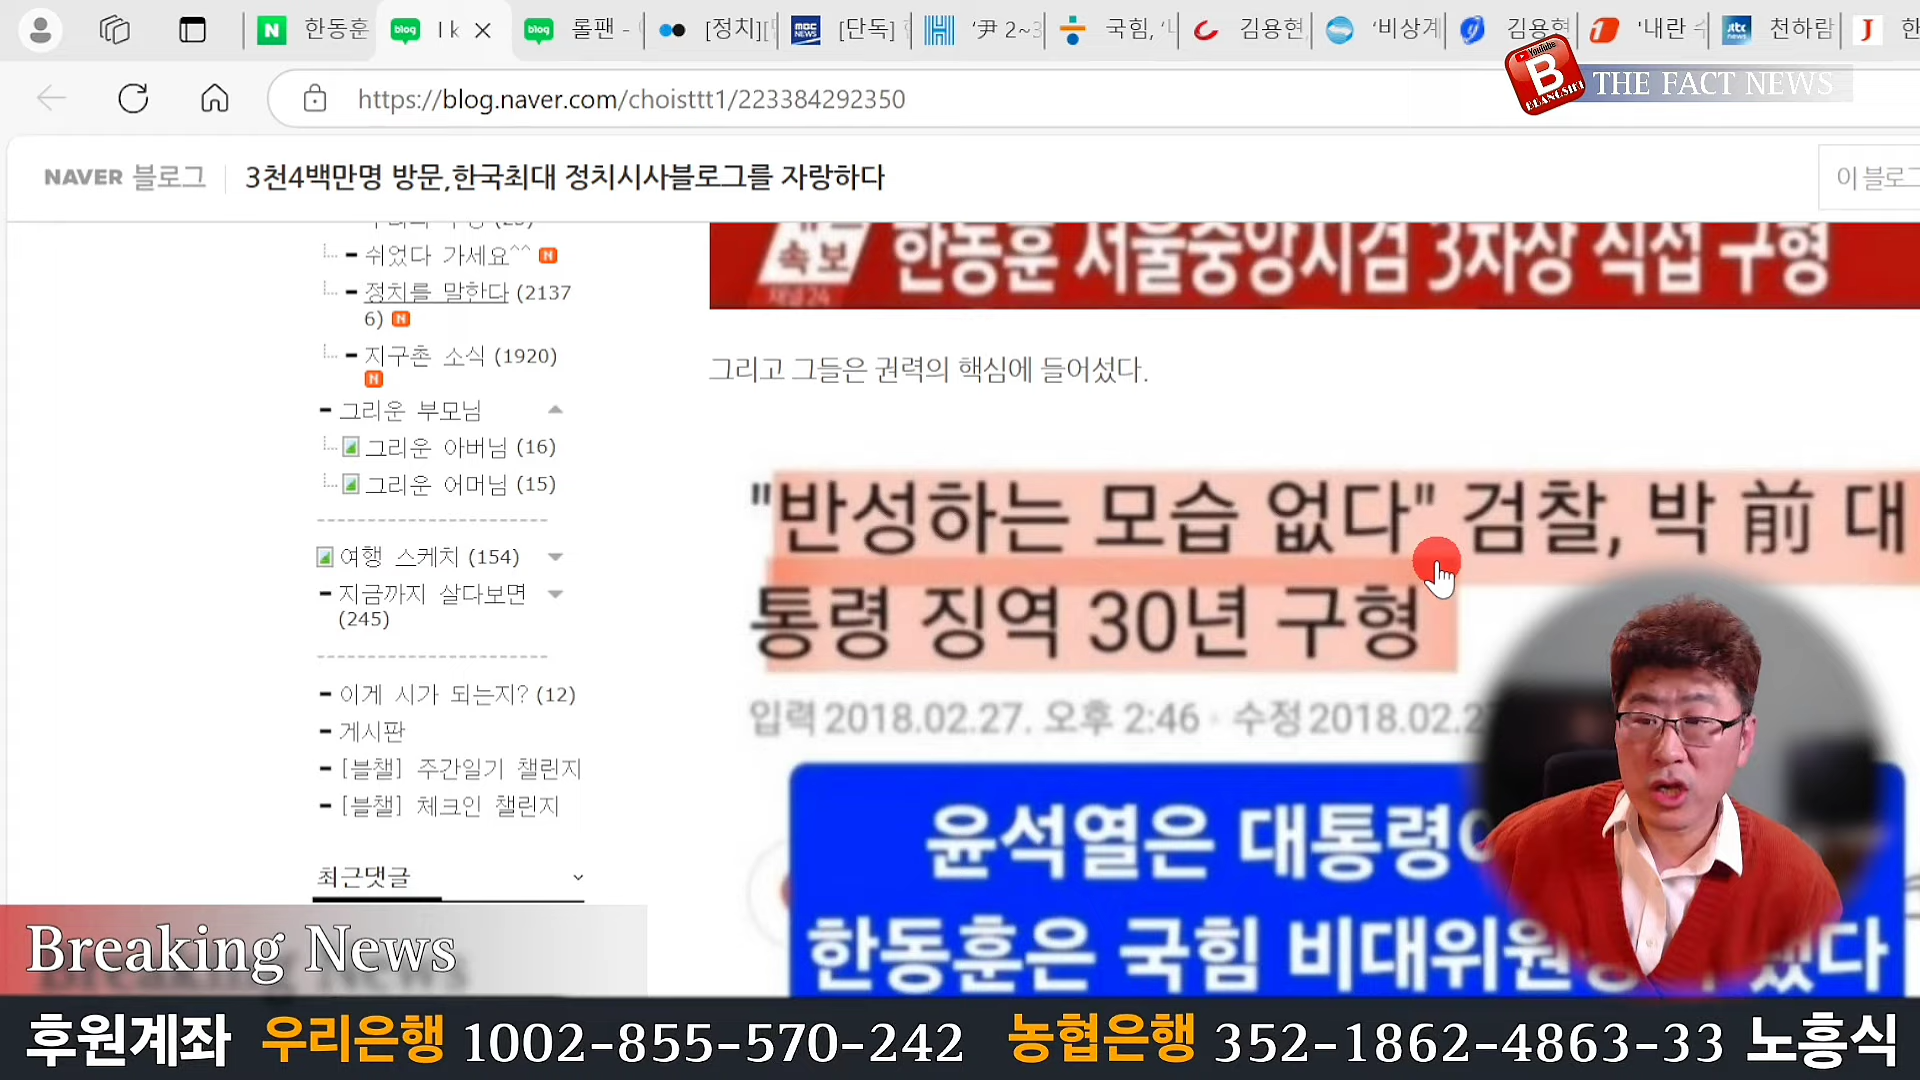 한동훈
I k
롤팬 -
[정치][
[단독]
‘尹 2~3
국힘, ‘
김용현,
‘비상계
김용현
'내란 수
천하람
한
YouTube
B
BBANGSIKI
THE FACT NEWS
https://blog.naver.com/choisttt1/223384292350
NAVER 블로그
3천4백만명 방문,한국최대 정치시사블로그를 자랑하다
이 블로그
쉬었다 가세요^^ N
정치를 말한다 (2137
6) N
지구촌 소식 (1920)
N
그리운 부모님
그리운 아버님 (16)
그리운 어머님 (15)
여행 스케치 (154)
지금까지 살다보면
(245)
이게 시가 되는지? (12)
게시판
[블챌] 주간일기 챌린지
[블챌] 체크인 챌린지
최근댓글
속보
채널24
한동훈 서울중앙지검 3차장 직접 구형
그리고 그들은 권력의 핵심에 들어섰다.
"반성하는 모습 없다" 검찰, 박 前 대
통령 징역 30년 구형
입력 2018.02.27. 오후 2:46 · 수정 2018.02.2
윤석열은 대통령이
한동훈은 국힘 비대위원
했다
Breaking News
후원계좌 우리은행 1002-855-570-242 농협은행 352-1862-4863-33 노흥식